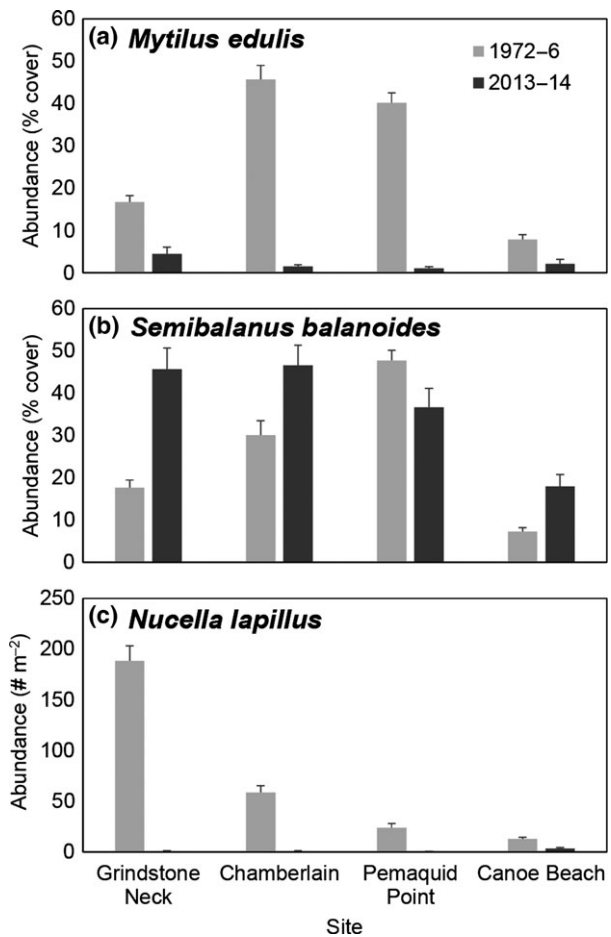 (a) Mytilus edulis
1972–6
2013–14
Abundance (% cover)
60
50
40
30
20
10
0
(b) Semibalanus balanoides
Abundance (% cover)
60
50
40
30
20
10
0
(c) Nucella lapillus
Abundance (# m⁻²)
250
200
150
100
50
0
Grindstone Neck
Chamberlain
Pemaquid Point
Canoe Beach
Site